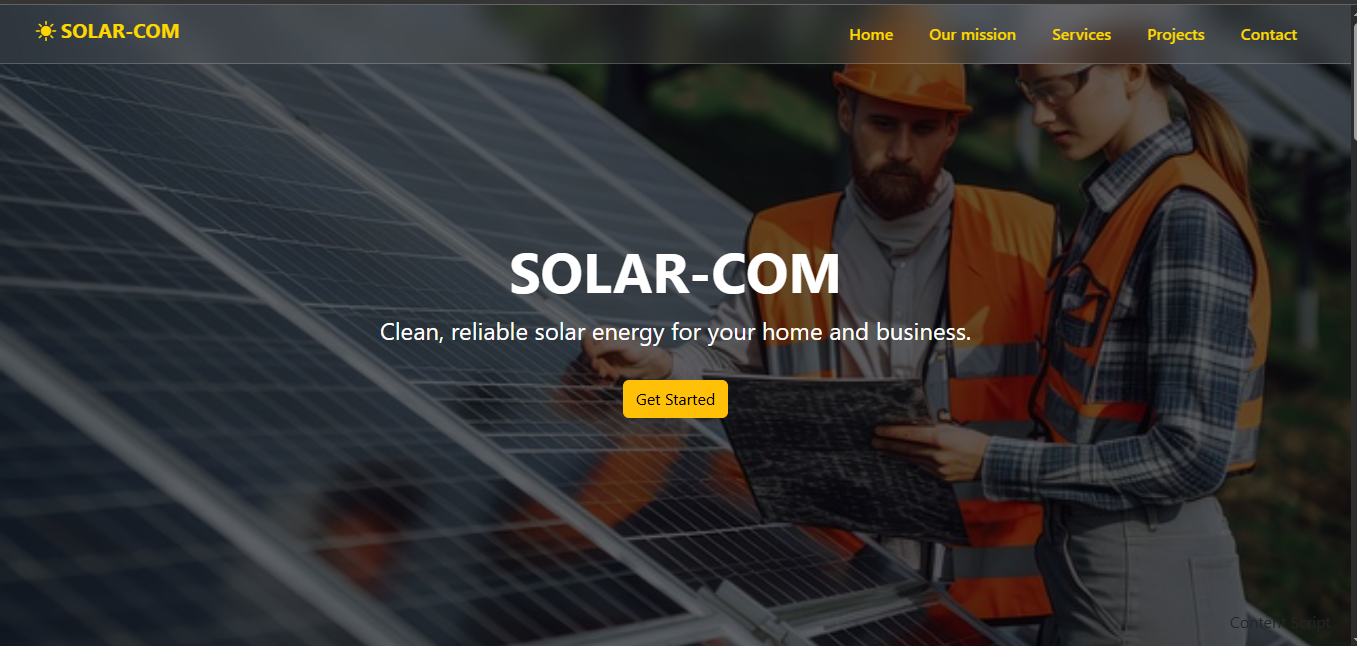 SOLAR-COM
Home Our mission Services Projects Contact
SOLAR-COM
Clean, reliable solar energy for your home and business.
Get Started
Content Script